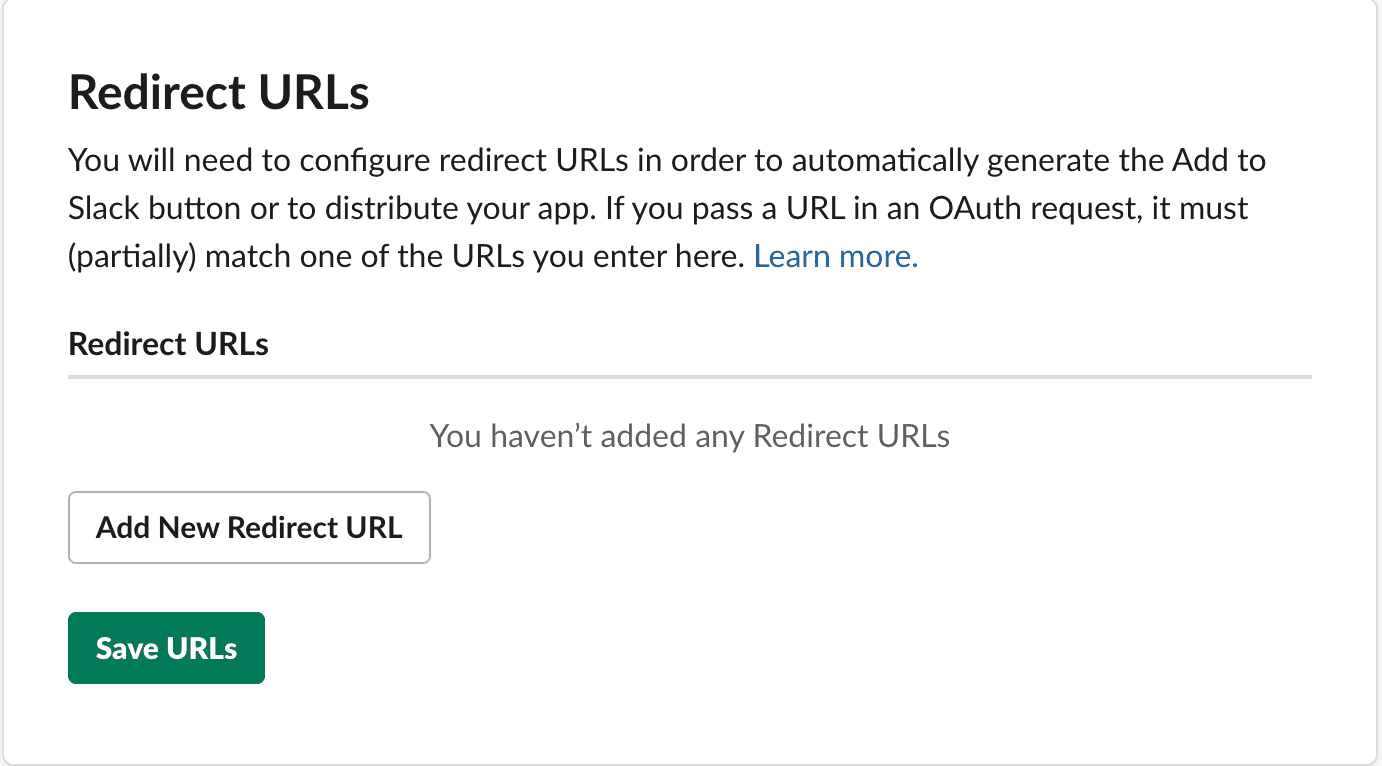 Redirect URLs
You will need to configure redirect URLs in order to automatically generate the Add to
Slack button or to distribute your app. If you pass a URL in an OAuth request, it must
(partially) match one of the URLs you enter here. Learn more.
Redirect URLs
You haven’t added any Redirect URLs
Add New Redirect URL
Save URLs